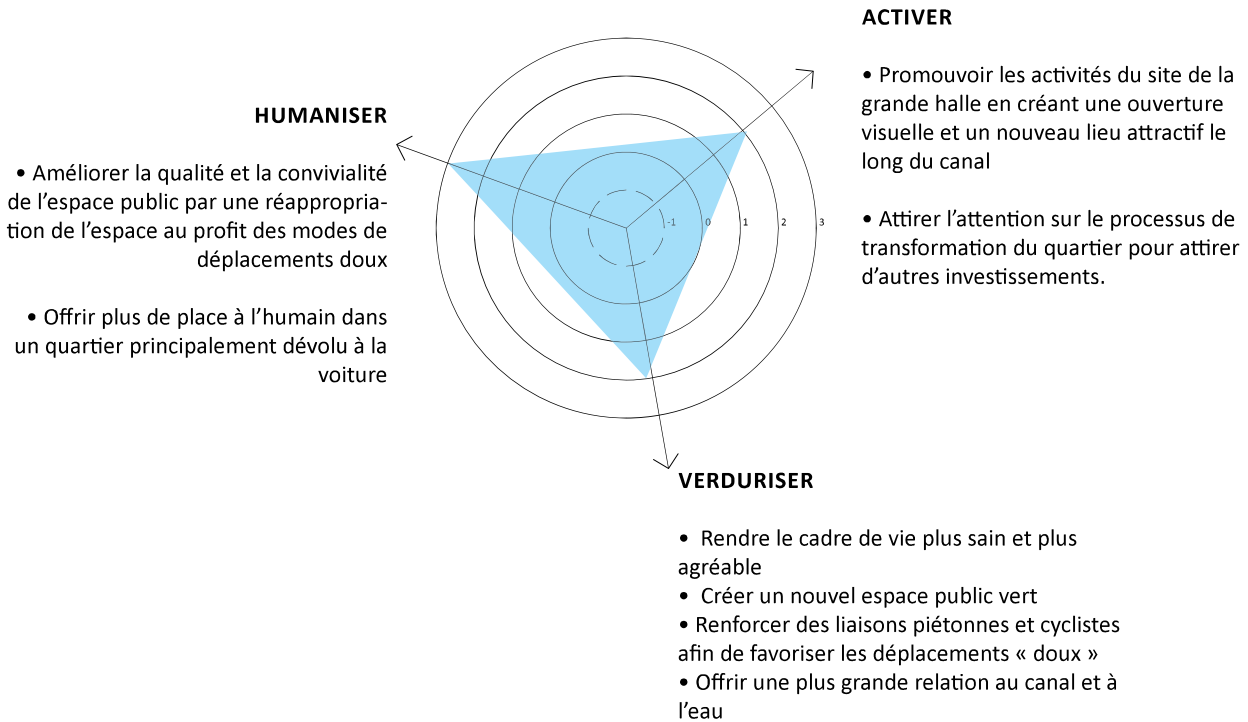 ACTIVER
• Promouvoir les activités du site de la
grande halle en créant une ouverture
visuelle et un nouveau lieu attractif le
long du canal
• Attirer l’attention sur le processus de
transformation du quartier pour attirer
d’autres investissements.
HUMANISER
• Améliorer la qualité et la convivialité
de l’espace public par une réappropria-
tion de l’espace au profit des modes de
déplacements doux
• Offrir plus de place à l’humain dans
un quartier principalement dévolu à la
voiture
-1 0 1 2 3
VERDURISER
• Rendre le cadre de vie plus sain et plus
agréable
• Créer un nouvel espace public vert
• Renforcer des liaisons piétonnes et cyclistes
afin de favoriser les déplacements « doux »
• Offrir une plus grande relation au canal et à
l’eau